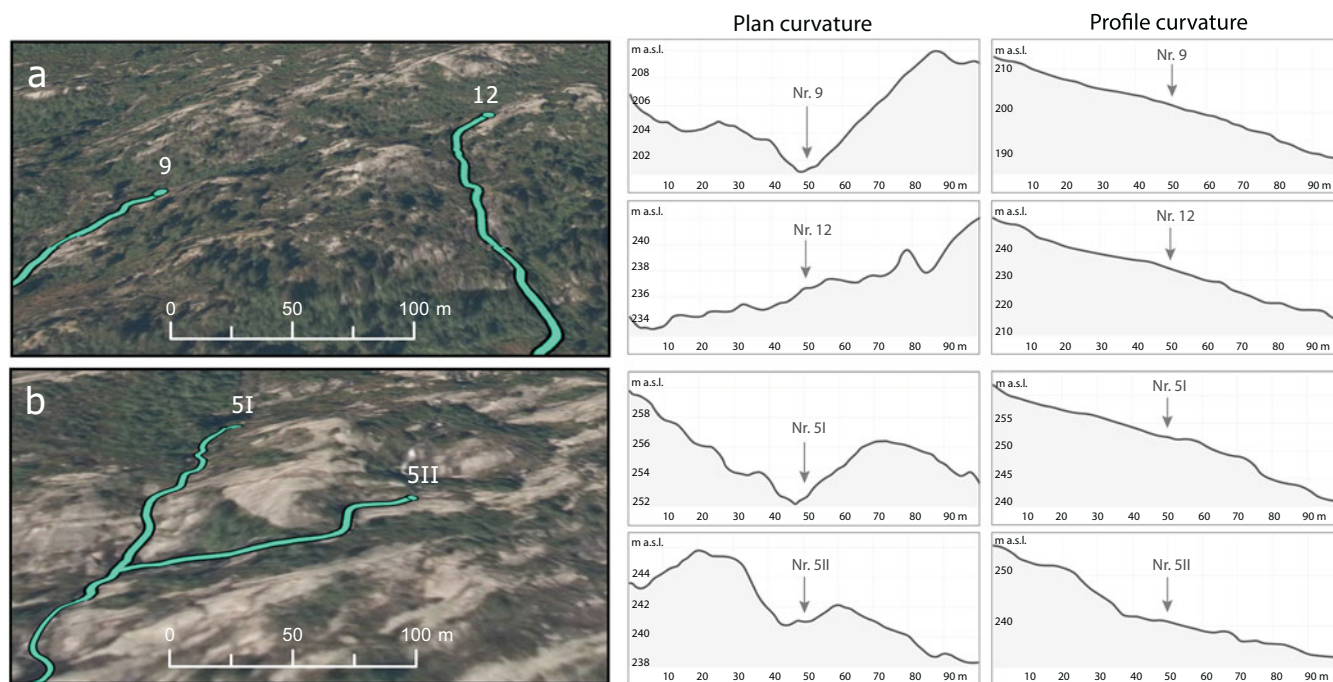 Plan curvature
Profile curvature
a
9
12
0 50 100 m
m a.s.l.
208
206
204
202
Nr. 9
10 20 30 40 50 60 70 80 90 m
m a.s.l.
210
200
190
Nr. 9
10 20 30 40 50 60 70 80 90 m
m a.s.l.
240
238
236
234
Nr. 12
10 20 30 40 50 60 70 80 90 m
m a.s.l.
240
230
220
210
Nr. 12
10 20 30 40 50 60 70 80 90 m
b
5I
5II
0 50 100 m
m a.s.l.
258
256
254
252
Nr. 5I
10 20 30 40 50 60 70 80 90 m
m a.s.l.
255
250
245
240
Nr. 5I
10 20 30 40 50 60 70 80 90 m
m a.s.l.
244
242
240
238
Nr. 5II
10 20 30 40 50 60 70 80 90 m
m a.s.l.
250
240
Nr. 5II
10 20 30 40 50 60 70 80 90 m